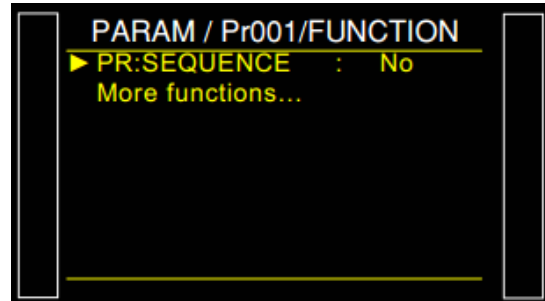 PARAM / Pr001/FUNCTION
► PR:SEQUENCE : No
More functions...